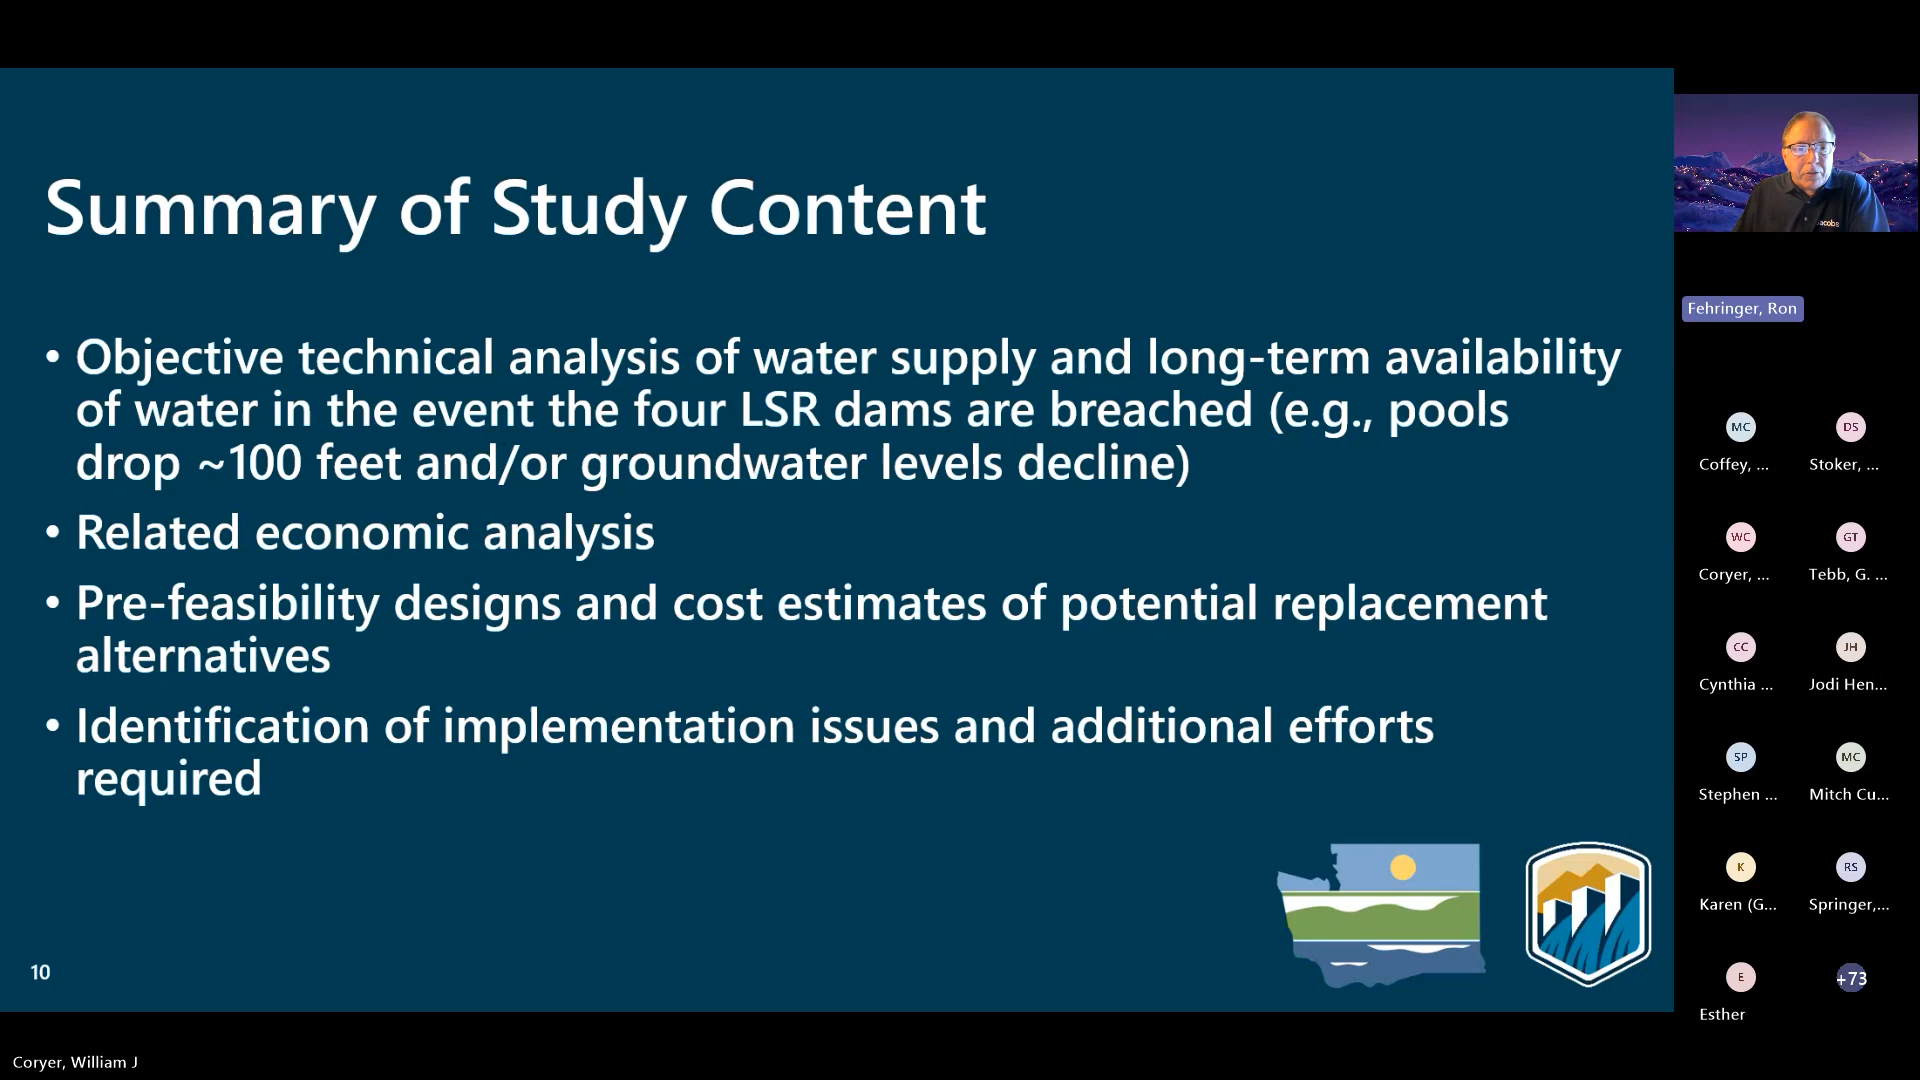 Summary of Study Content
• Objective technical analysis of water supply and long-term availability
of water in the event the four LSR dams are breached (e.g., pools
drop ~100 feet and/or groundwater levels decline)
• Related economic analysis
• Pre-feasibility designs and cost estimates of potential replacement
alternatives
• Identification of implementation issues and additional efforts
required
10
acobs
Fehringer, Ron
MC
DS
Coffey, ...
Stoker, ...
WC
GT
Coryer, ...
Tebb, G. ...
CC
JH
Cynthia ...
Jodi Hen...
SP
MC
Stephen ...
Mitch Cu...
K
RS
Karen (G...
Springer,...
E
+73
Esther
Coryer, William J